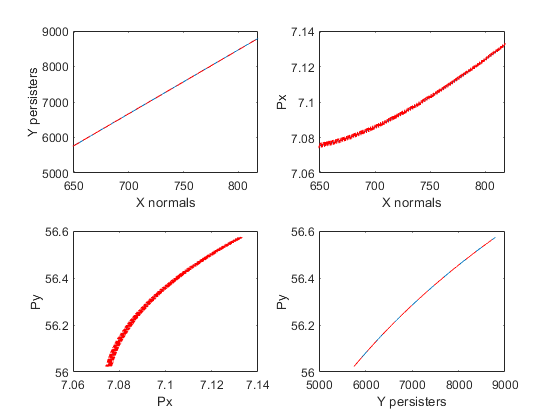 9000
8000
7000
6000
5000
Y persisters
650 700 750 800
X normals
7.14
7.12
7.1
7.08
7.06
Px
650 700 750 800
X normals
56.6
56.4
56.2
56
Py
7.06 7.08 7.1 7.12 7.14
Px
56.6
56.4
56.2
56
Py
5000 6000 7000 8000 9000
Y persisters